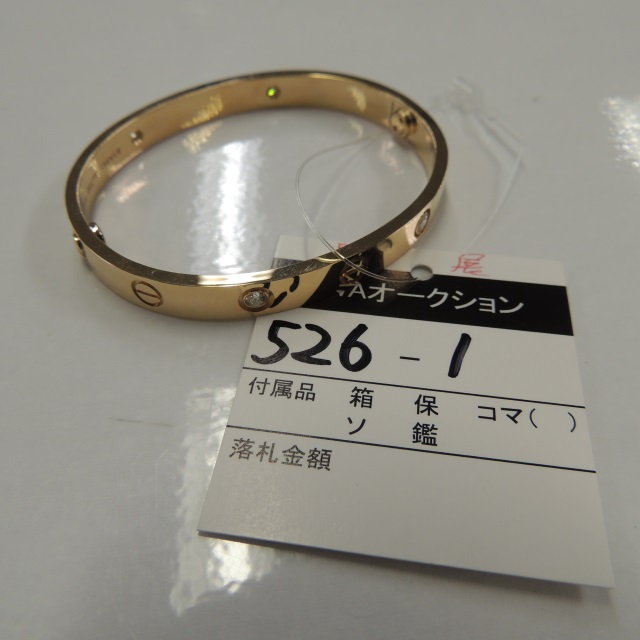 尾
Aオークション
526-1
付属品 箱 保 コマ( )
ソ 鑑
落札金額